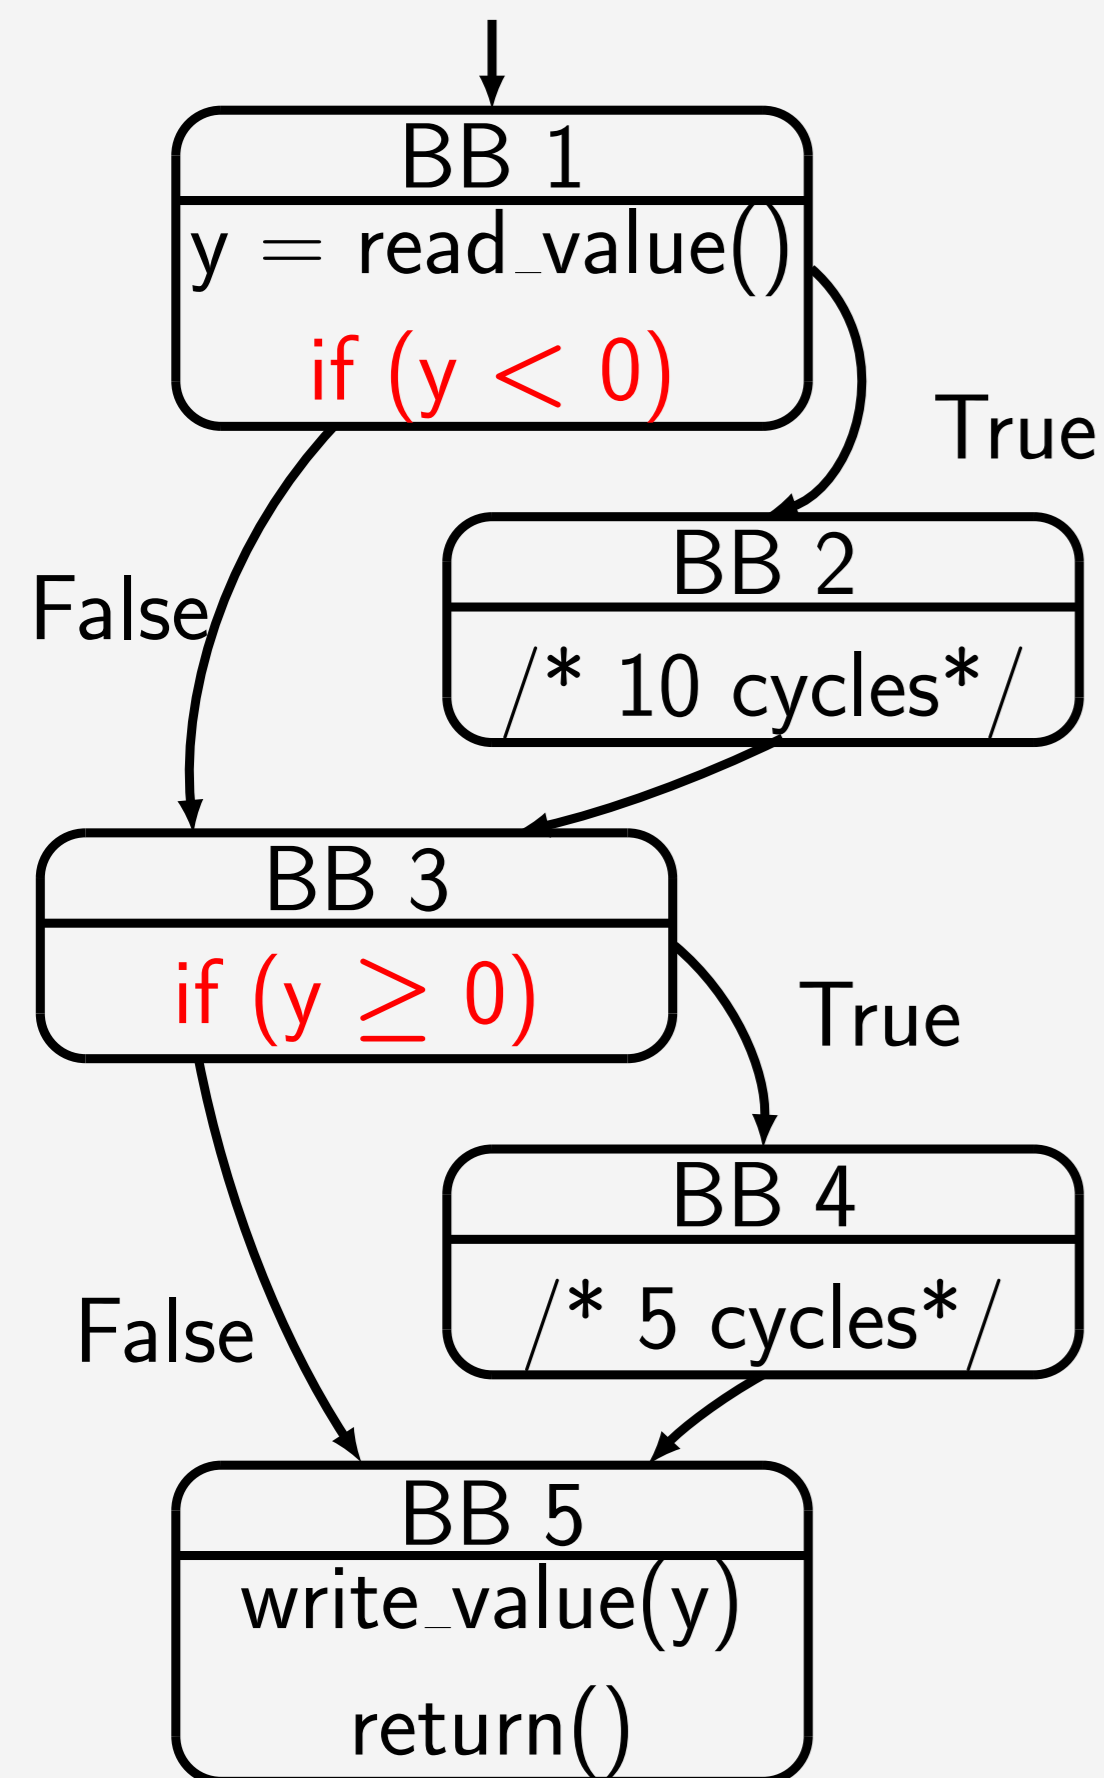 BB 1
y = read_value()
if (y < 0)
True
BB 2
False
/* 10 cycles*/
BB 3
if (y ≥ 0)
True
BB 4
/* 5 cycles*/
False
BB 5
write_value(y)
return()